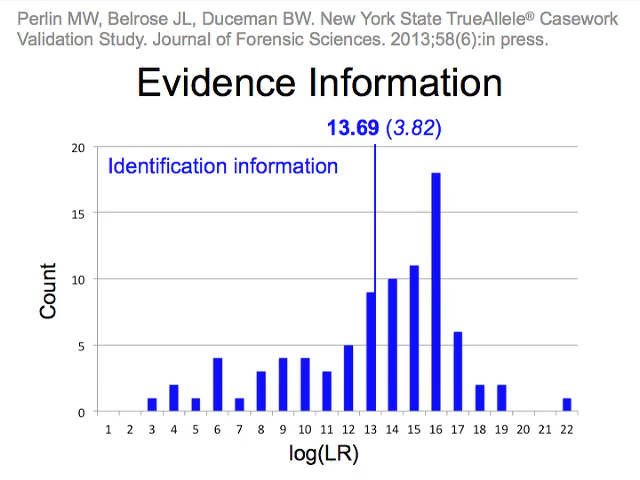 Perlin MW, Belrose JL, Duceman BW. New York State TrueAllele® Casework
Validation Study. Journal of Forensic Sciences. 2013;58(6):in press.
Evidence Information
13.69 (3.82)
Identification information
20
15
10
5
0
Count
1 2 3 4 5 6 7 8 9 10 11 12 13 14 15 16 17 18 19 20 21 22
log(LR)